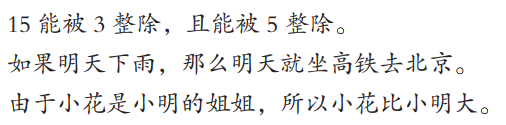 15 能被 3 整除，且能被 5 整除。
如果明天下雨，那么明天就坐高铁去北京。
由于小花是小明的姐姐，所以小花比小明大。